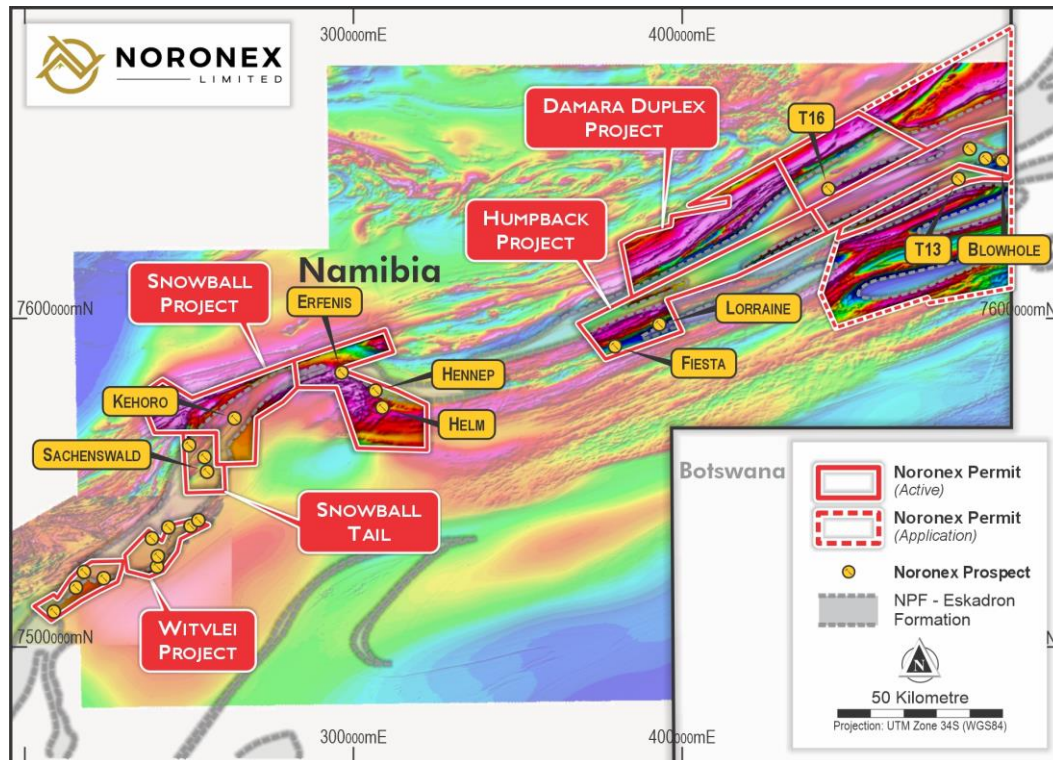 NORONEX
LIMITED
300000mE
400000mE
DAMARA DUPLEX
PROJECT
T16
HUMPBACK
PROJECT
SNOWBALL
PROJECT
Namibia
ERFENIS
T13
BLOWHOLE
7600000mN
7600000mN
LORRAINE
HENNEP
FIESTA
KEHORO
HELM
SACHENSWALD
Botswana
SNOWBALL
TAIL
WITVLEI
PROJECT
7500000mN
Noronex Permit
(Active)
Noronex Permit
(Application)
Noronex Prospect
NPF - Eskadron
Formation
N
50 Kilometre
Projection: UTM Zone 34S (WGS84)
300000mE
400000mE